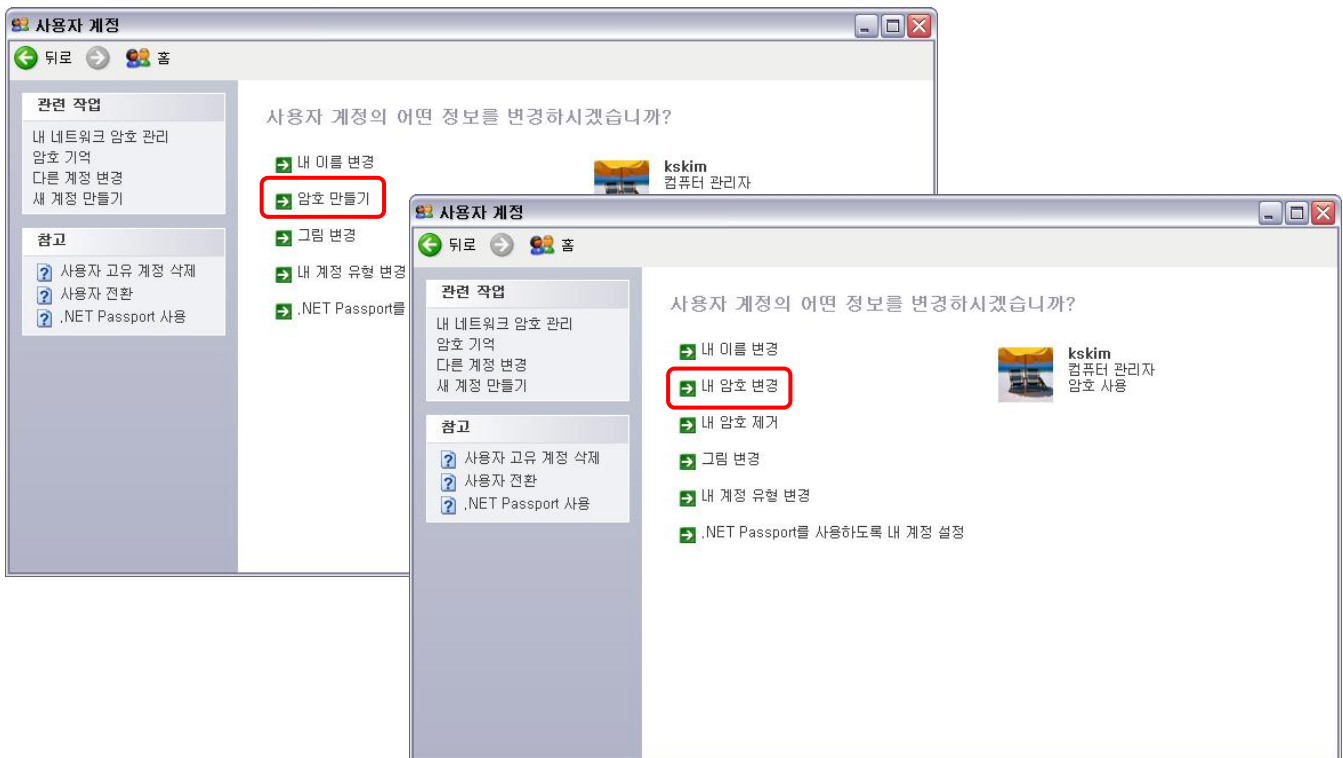 사용자 계정
뒤로 홈
관련 작업
내 네트워크 암호 관리
암호 기억
다른 계정 변경
새 계정 만들기
참고
사용자 고유 계정 삭제
사용자 전환
.NET Passport 사용
사용자 계정의 어떤 정보를 변경하시겠습니까?
내 이름 변경
암호 만들기
그림 변경
내 계정 유형 변경
.NET Passport를
kskim
컴퓨터 관리자
사용자 계정
뒤로 홈
관련 작업
내 네트워크 암호 관리
암호 기억
다른 계정 변경
새 계정 만들기
참고
사용자 고유 계정 삭제
사용자 전환
.NET Passport 사용
사용자 계정의 어떤 정보를 변경하시겠습니까?
내 이름 변경
내 암호 변경
내 암호 제거
그림 변경
내 계정 유형 변경
.NET Passport를 사용하도록 내 계정 설정
kskim
컴퓨터 관리자
암호 사용